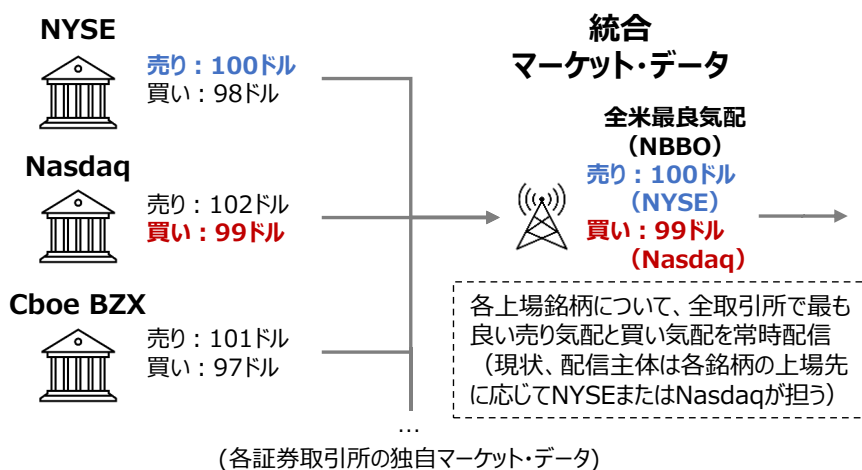 NYSE
売り：100ドル
買い：98ドル
Nasdaq
売り：102ドル
買い：99ドル
Cboe BZX
売り：101ドル
買い：97ドル
…
(各証券取引所の独自マーケット・データ)
統合
マーケット・データ
全米最良気配
（NBBO）
売り：100ドル
（NYSE）
買い：99ドル
（Nasdaq）
各上場銘柄について、全取引所で最も
良い売り気配と買い気配を常時配信
（現状、配信主体は各銘柄の上場先
に応じてNYSEまたはNasdaqが担う）